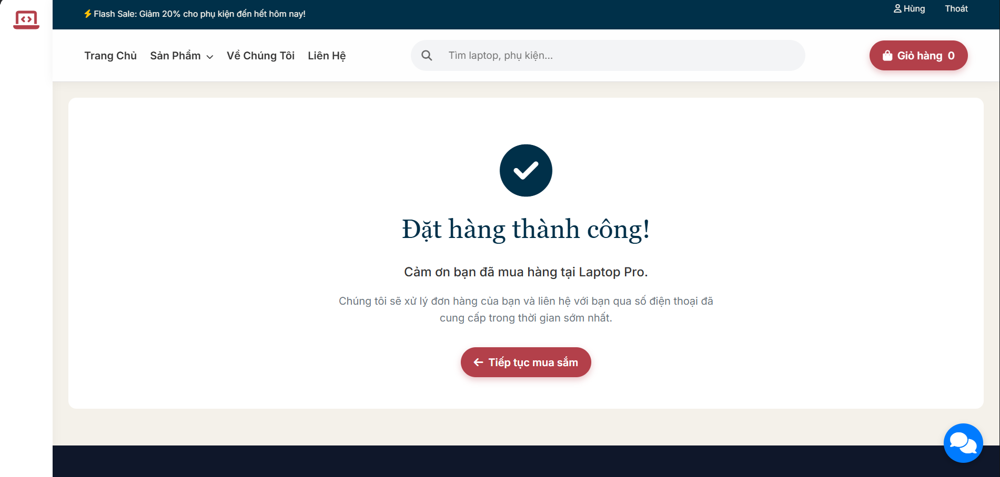 Flash Sale: Giảm 20% cho phụ kiện đến hết hôm nay!
Hùng
Thoát
Trang Chủ
Sản Phẩm
Về Chúng Tôi
Liên Hệ
Tìm laptop, phụ kiện...
Giỏ hàng 0
Đặt hàng thành công!
Cảm ơn bạn đã mua hàng tại Laptop Pro.
Chúng tôi sẽ xử lý đơn hàng của bạn và liên hệ với bạn qua số điện thoại đã
cung cấp trong thời gian sớm nhất.
Tiếp tục mua sắm